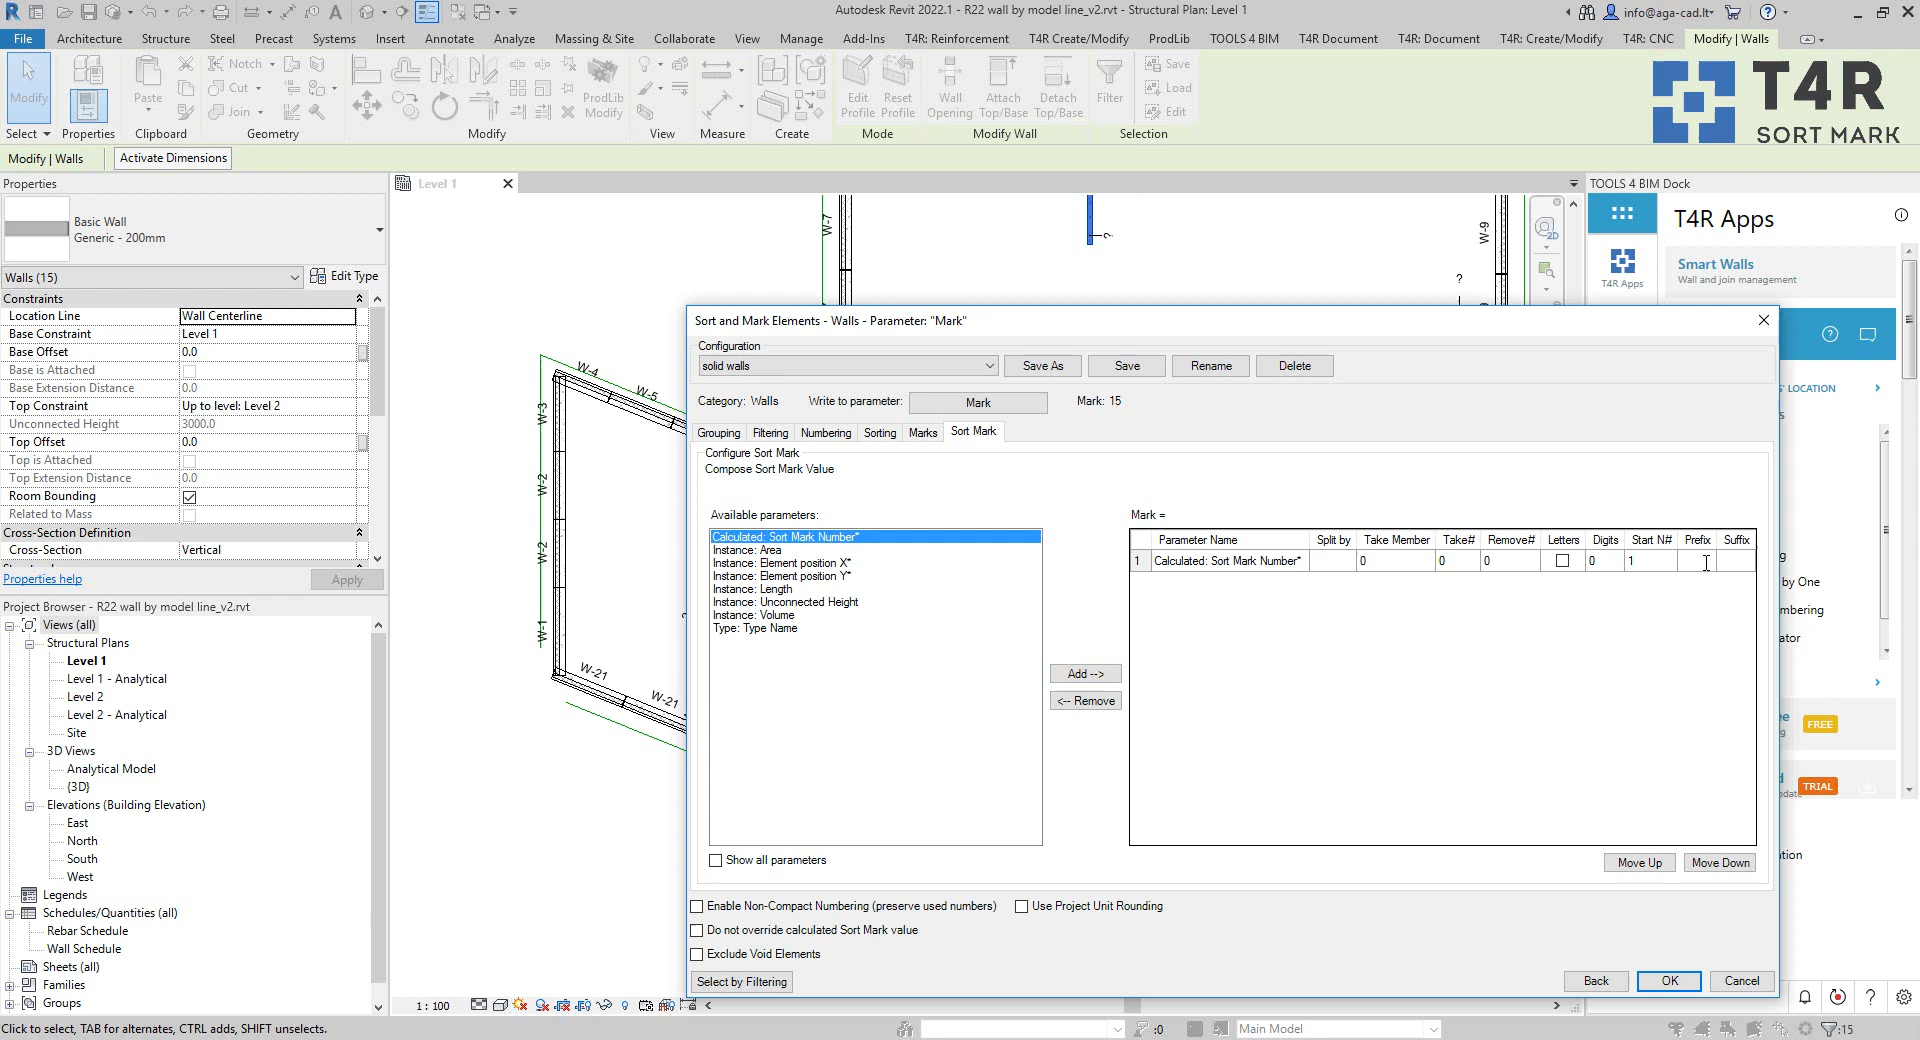 Autodesk Revit 2022.1 - R22 wall by model line_v2.rvt - Structural Plan: Level 1
info@aga-cad.lt
File Architecture Structure Steel Precast Systems Insert Annotate Analyze Massing & Site Collaborate View Manage Add-Ins T4R: Reinforcement T4R Create/Modify ProdLib TOOLS 4 BIM T4R Document T4R: Document T4R: Create/Modify T4R: CNC Modify | Walls
Modify
Paste
Notch
Cut
Join
ProdLib Modify
Edit Profile
Reset Profile
Wall Opening
Attach Top/Base
Detach Top/Base
Filter
Save
Load
Edit
Select Properties Clipboard Geometry Modify View Measure Create Mode Modify Wall Selection
T4R
SORT MARK
Modify | Walls Activate Dimensions
Properties
Basic Wall
Generic - 200mm
Walls (15) Edit Type
Constraints
Location Line Wall Centerline
Base Constraint Level 1
Base Offset 0.0
Base is Attached
Base Extension Distance 0.0
Top Constraint Up to level: Level 2
Unconnected Height 3000.0
Top Offset 0.0
Top is Attached
Top Extension Distance 0.0
Room Bounding
Related to Mass
Cross-Section Definition
Cross-Section Vertical
Properties help Apply
Project Browser - R22 wall by model line_v2.rvt
Views (all)
Structural Plans
Level 1
Level 1 - Analytical
Level 2
Level 2 - Analytical
Site
3D Views
Analytical Model
{3D}
Elevations (Building Elevation)
East
North
South
West
Legends
Schedules/Quantities (all)
Rebar Schedule
Wall Schedule
Sheets (all)
Families
Groups
Level 1
W-7
?
W-9
?
W-4
W-5
W-3
W-2
W-2
W-1
W-21
W-21
2D
TOOLS 4 BIM Dock
T4R Apps
T4R Apps
Smart Walls
Wall and join management
LOCATION
by One
mbering
ator
FREE
TRIAL
Sort and Mark Elements - Walls - Parameter: "Mark"
Configuration
solid walls Save As Save Rename Delete
Category: Walls Write to parameter: Mark Mark: 15
Grouping Filtering Numbering Sorting Marks Sort Mark
Configure Sort Mark
Compose Sort Mark Value
Available parameters:
Calculated: Sort Mark Number*
Instance: Area
Instance: Element position X*
Instance: Element position Y*
Instance: Length
Instance: Unconnected Height
Instance: Volume
Type: Type Name
Add -->
<-- Remove
Mark =
Parameter Name Split by Take Member Take# Remove# Letters Digits Start N# Prefix Suffix
1 Calculated: Sort Mark Number* 0 0 0 0 1
Show all parameters
Move Up Move Down
Enable Non-Compact Numbering (preserve used numbers) Use Project Unit Rounding
Do not override calculated Sort Mark value
Exclude Void Elements
Select by Filtering Back OK Cancel
1 : 100
Click to select, TAB for alternates, CTRL adds, SHIFT unselects.
:0
Main Model
:15